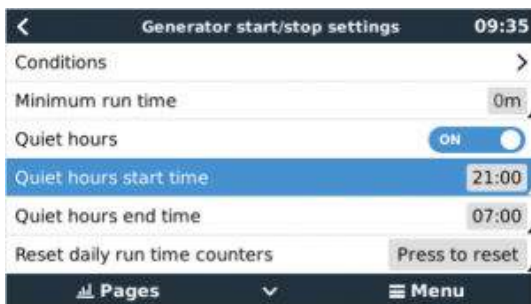 Generator start/stop settings 09:35
Conditions
Minimum run time 0m
Quiet hours ON
Quiet hours start time 21:00
Quiet hours end time 07:00
Reset daily run time counters Press to reset
Pages Menu